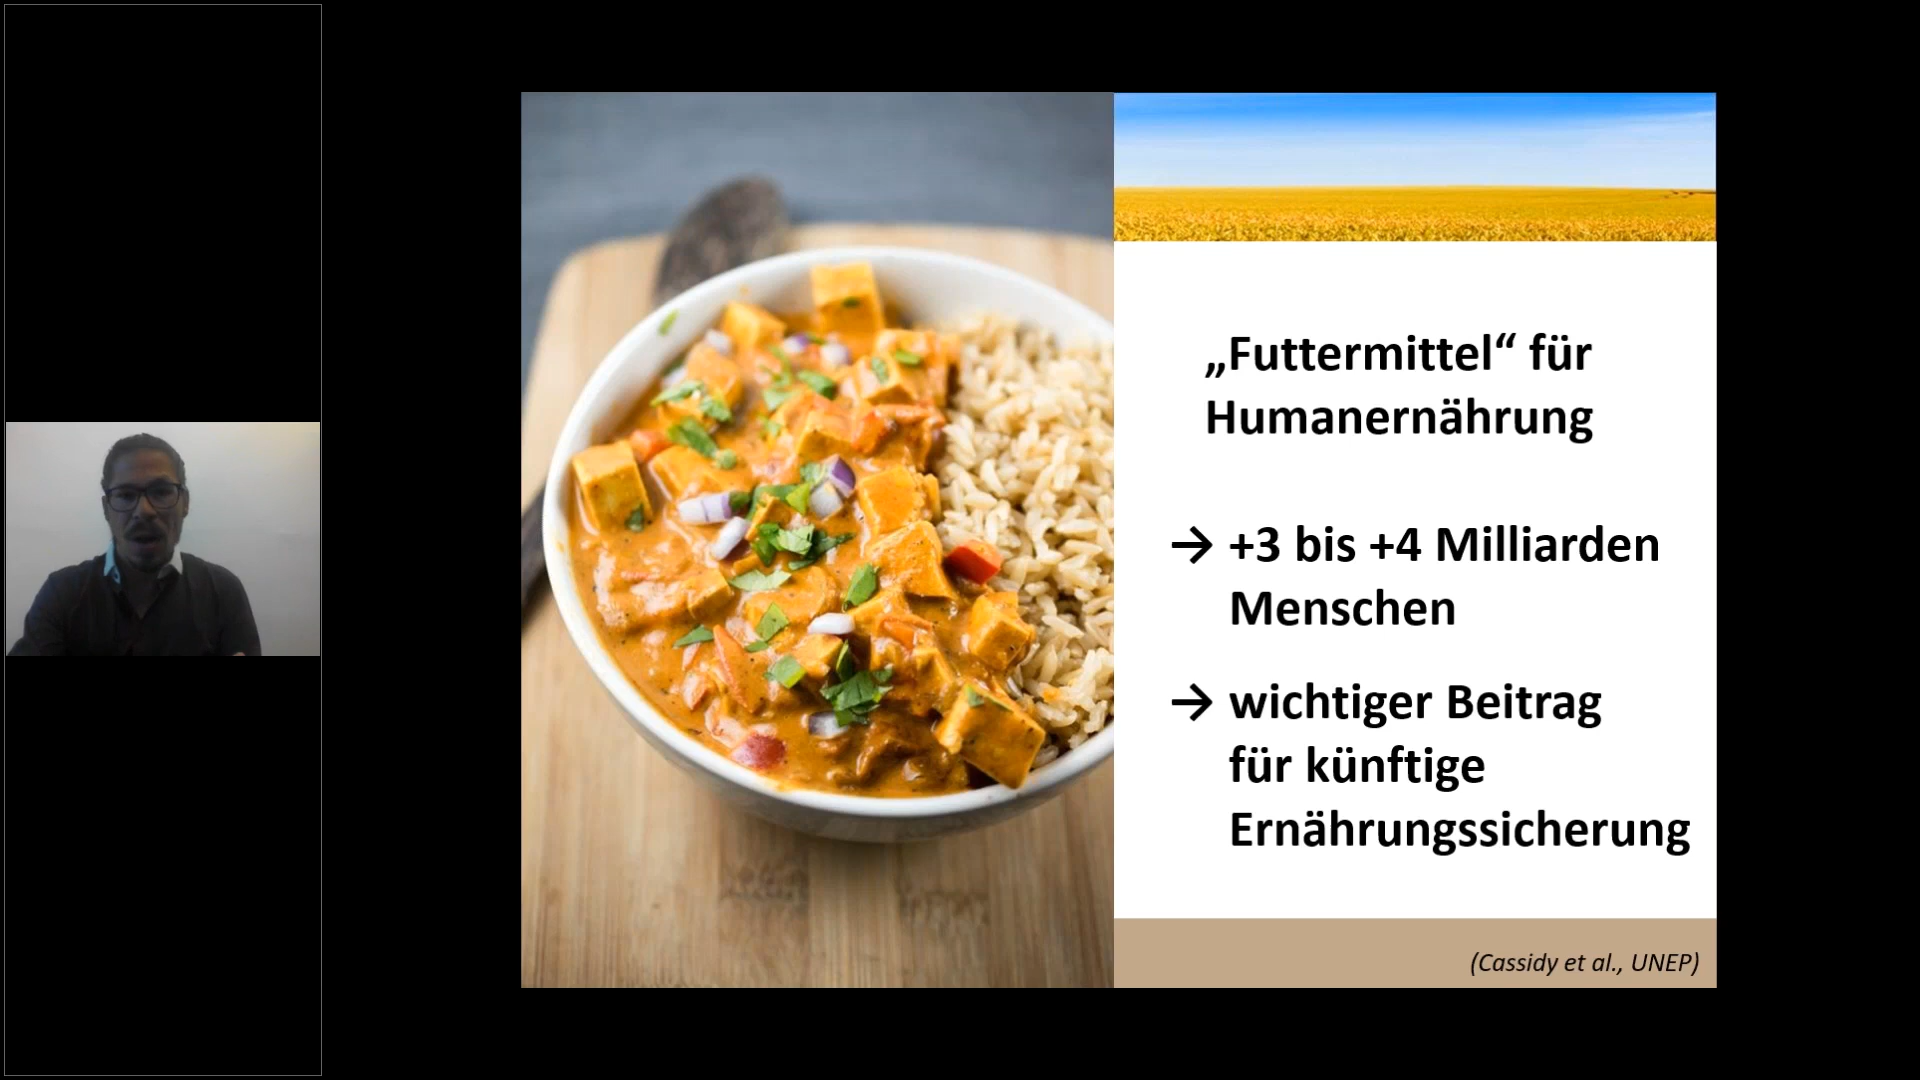 „Futtermittel“ für
Humanernährung
→ +3 bis +4 Milliarden
Menschen
→ wichtiger Beitrag
für künftige
Ernährungssicherung
(Cassidy et al., UNEP)